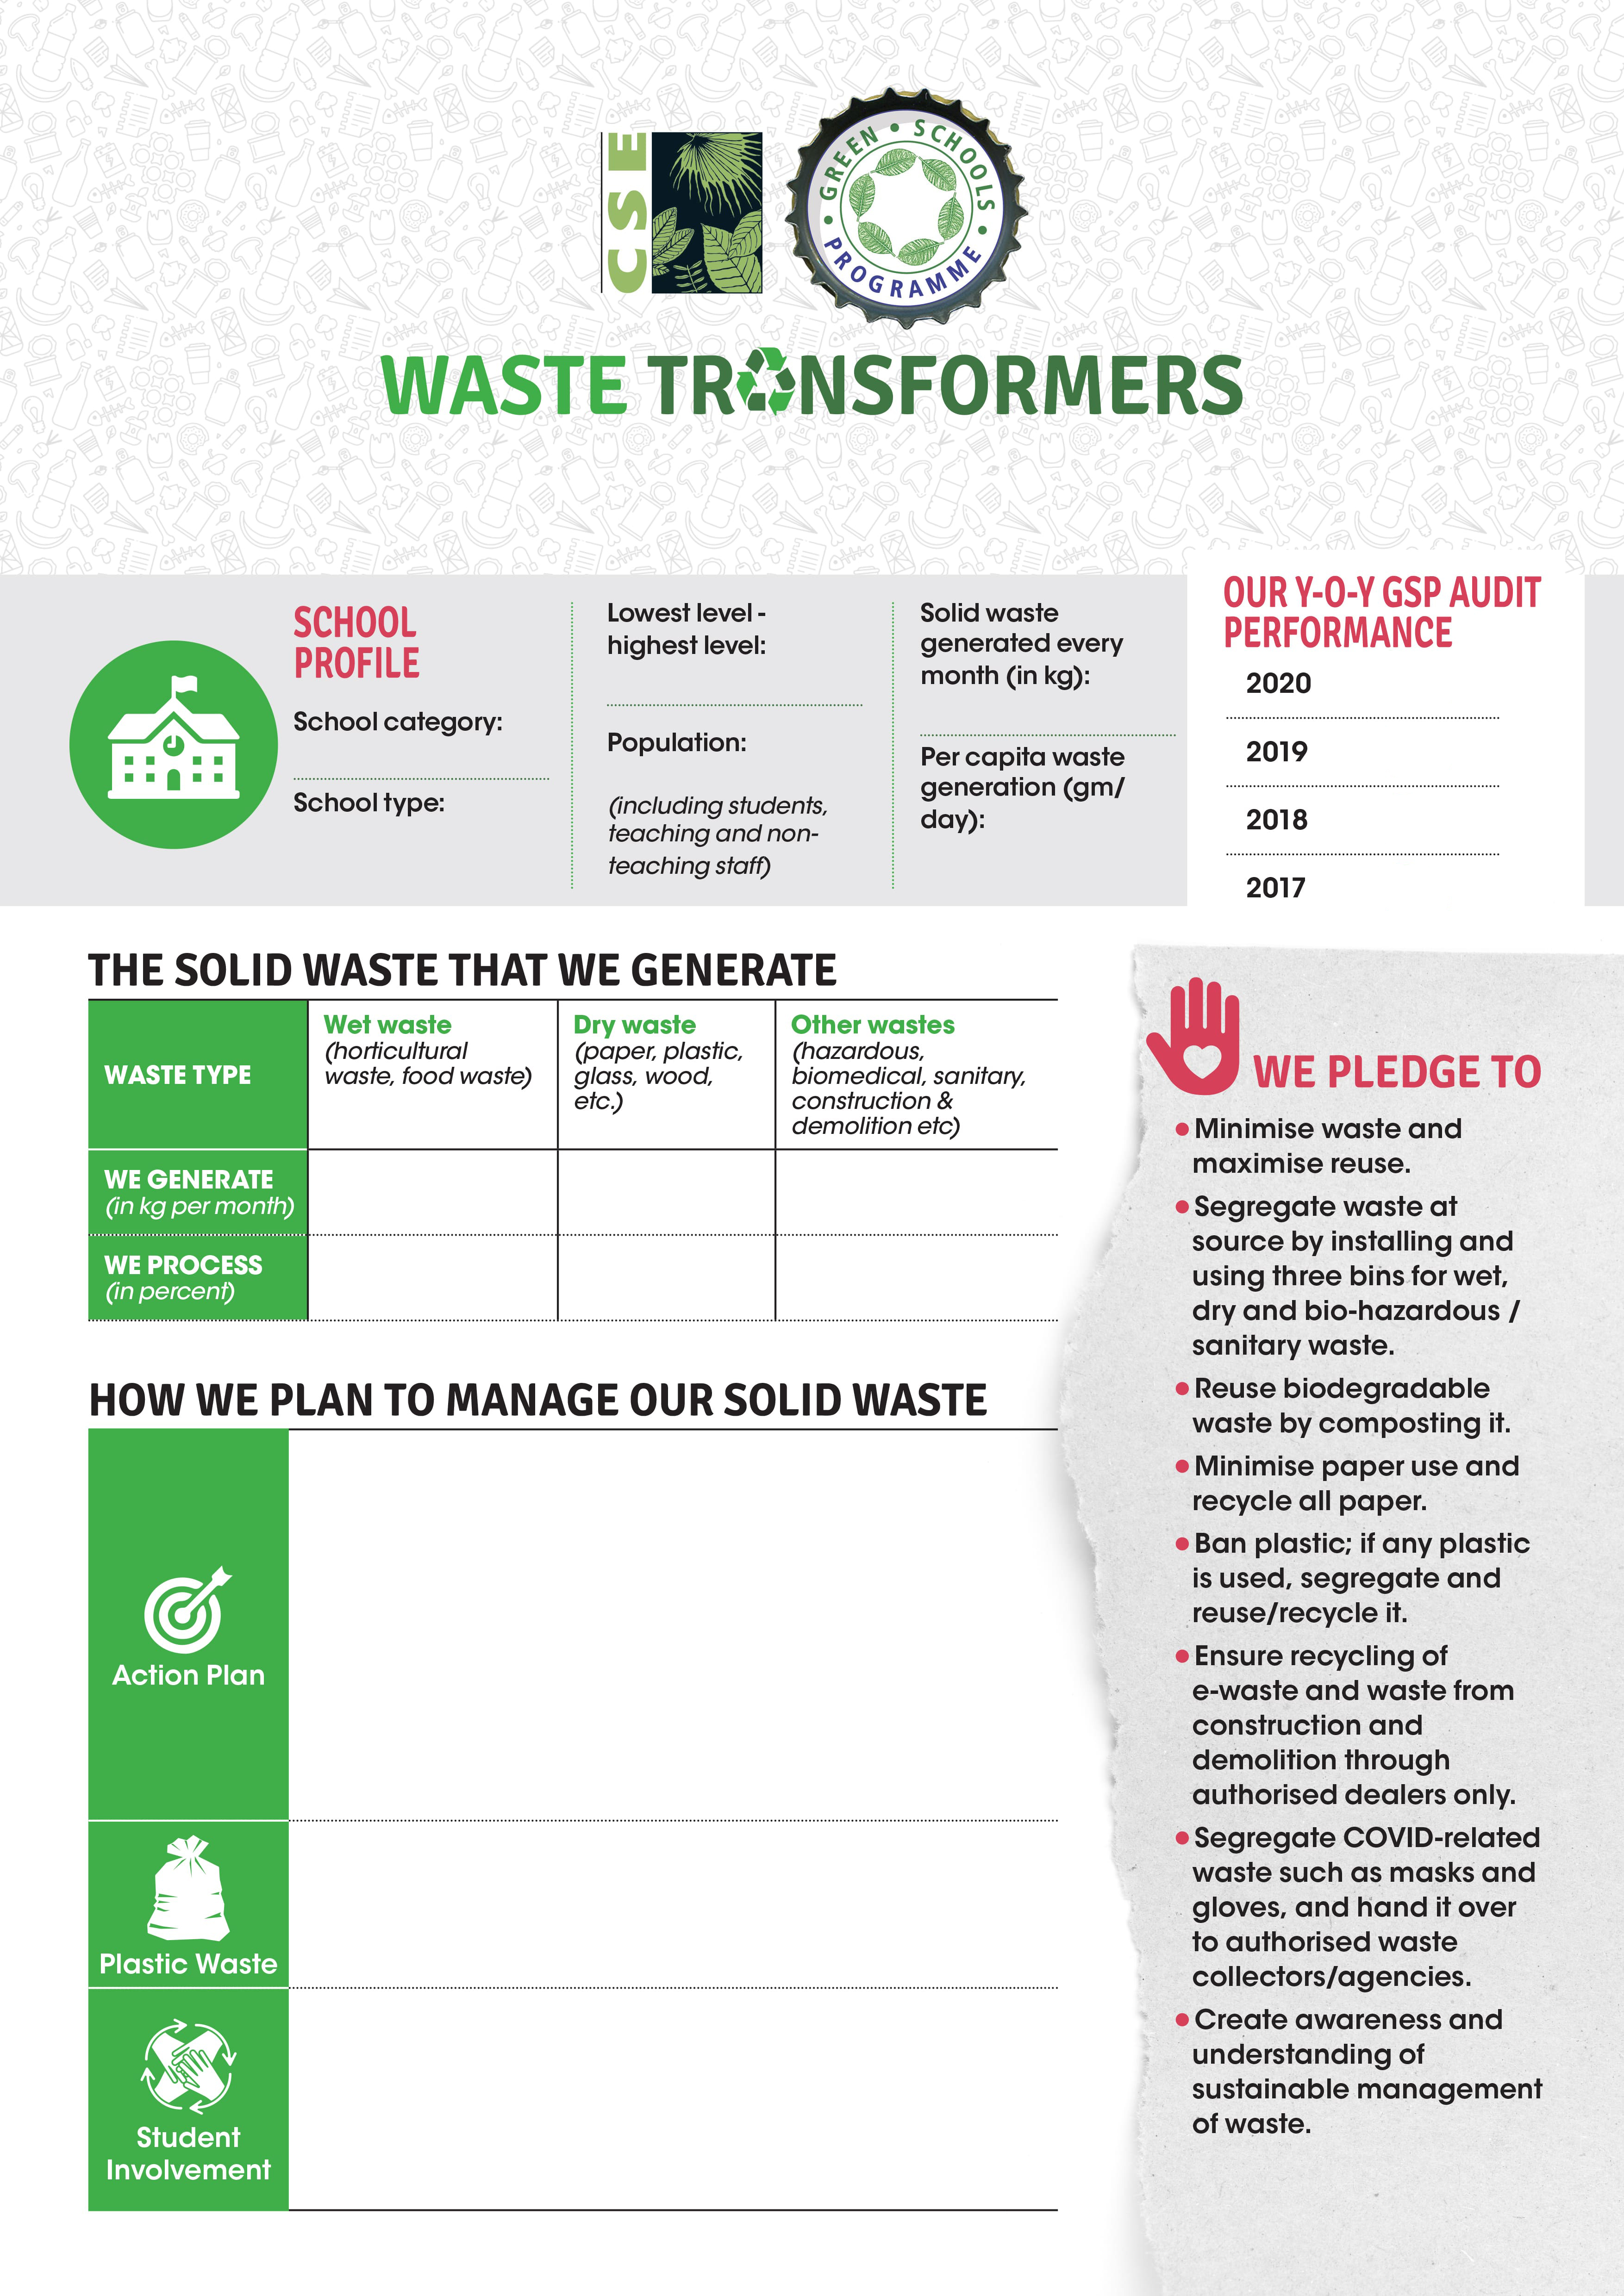 CSE
GREEN • SCHOOLS • PROGRAMME •
WASTE TRANSFORMERS
SCHOOL
PROFILE
School category:
School type:
Lowest level -
highest level:
Population:
(including students,
teaching and non-
teaching staff)
Solid waste
generated every
month (in kg):
Per capita waste
generation (gm/
day):
OUR Y-O-Y GSP AUDIT
PERFORMANCE
2020
2019
2018
2017
THE SOLID WASTE THAT WE GENERATE
WASTE TYPE
Wet waste
(horticultural
waste, food waste)
Dry waste
(paper, plastic,
glass, wood,
etc.)
Other wastes
(hazardous,
biomedical, sanitary,
construction &
demolition etc)
WE GENERATE
(in kg per month)
WE PROCESS
(in percent)
HOW WE PLAN TO MANAGE OUR SOLID WASTE
Action Plan
Plastic Waste
Student
Involvement
WE PLEDGE TO
• Minimise waste and
maximise reuse.
• Segregate waste at
source by installing and
using three bins for wet,
dry and bio-hazardous /
sanitary waste.
• Reuse biodegradable
waste by composting it.
• Minimise paper use and
recycle all paper.
• Ban plastic; if any plastic
is used, segregate and
reuse/recycle it.
• Ensure recycling of
e-waste and waste from
construction and
demolition through
authorised dealers only.
• Segregate COVID-related
waste such as masks and
gloves, and hand it over
to authorised waste
collectors/agencies.
• Create awareness and
understanding of
sustainable management
of waste.